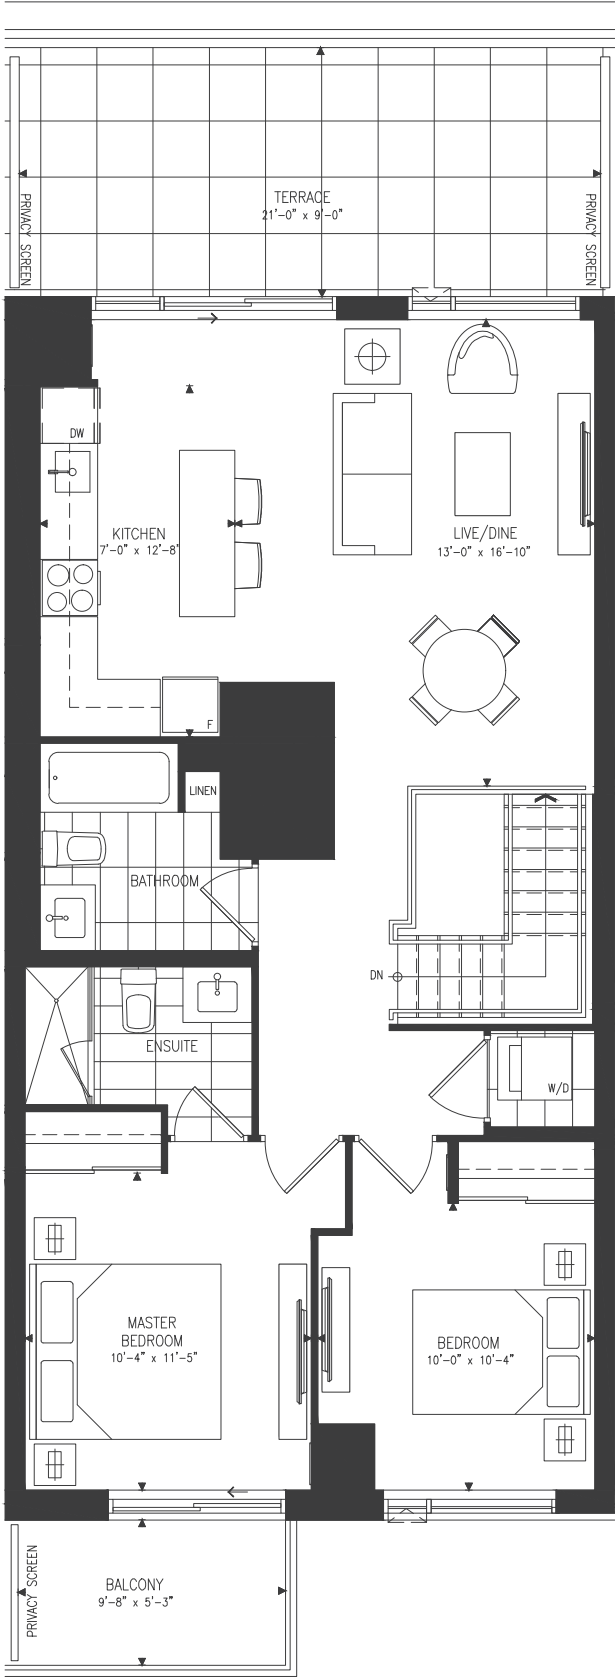 TERRACE
21'-0" x 9'-0"
PRIVACY SCREEN
PRIVACY SCREEN
DW
KITCHEN
7'-0" x 12'-8"
LIVE/DINE
13'-0" x 16'-10"
F
LINEN
BATHROOM
DN
ENSUITE
W/D
MASTER
BEDROOM
10'-4" x 11'-5"
BEDROOM
10'-0" x 10'-4"
PRIVACY SCREEN
BALCONY
9'-8" x 5'-3"